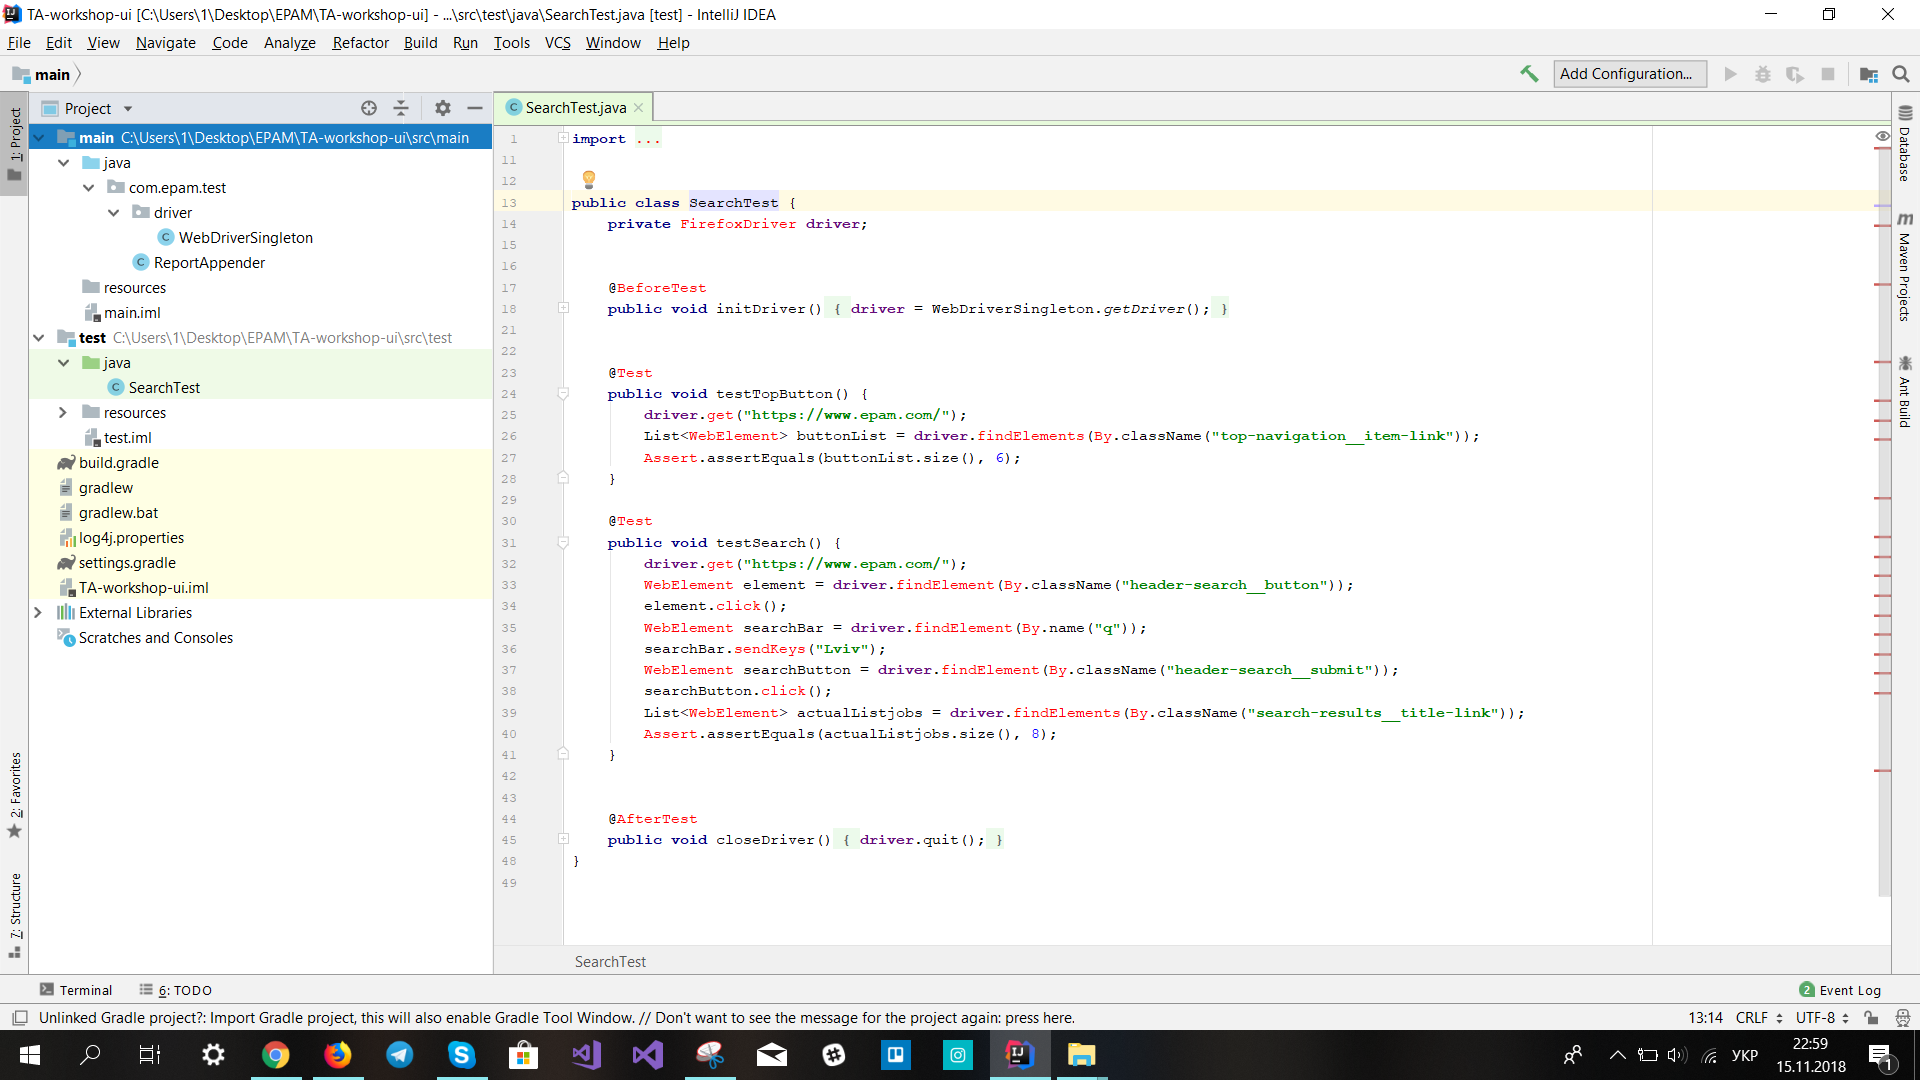 TA-workshop-ui [C:\Users\1\Desktop\EPAM\TA-workshop-ui] - ...\src\test\java\SearchTest.java [test] - IntelliJ IDEA
File Edit View Navigate Code Analyze Refactor Build Run Tools VCS Window Help
main
Add Configuration...
1: Project
2: Favorites
7: Structure
Project
main C:\Users\1\Desktop\EPAM\TA-workshop-ui\src\main
java
com.epam.test
driver
WebDriverSingleton
ReportAppender
resources
main.iml
test C:\Users\1\Desktop\EPAM\TA-workshop-ui\src\test
java
SearchTest
resources
test.iml
build.gradle
gradlew
gradlew.bat
log4j.properties
settings.gradle
TA-workshop-ui.iml
External Libraries
Scratches and Consoles
SearchTest.java
1 import ...
11
12
13 public class SearchTest {
14 private FirefoxDriver driver;
15
16
17 @BeforeTest
18 public void initDriver() { driver = WebDriverSingleton.getDriver(); }
21
22
23 @Test
24 public void testTopButton() {
25 driver.get("https://www.epam.com/");
26 List<WebElement> buttonList = driver.findElements(By.className("top-navigation__item-link"));
27 Assert.assertEquals(buttonList.size(), 6);
28 }
29
30 @Test
31 public void testSearch() {
32 driver.get("https://www.epam.com/");
33 WebElement element = driver.findElement(By.className("header-search__button"));
34 element.click();
35 WebElement searchBar = driver.findElement(By.name("q"));
36 searchBar.sendKeys("Lviv");
37 WebElement searchButton = driver.findElement(By.className("header-search__submit"));
38 searchButton.click();
39 List<WebElement> actualListjobs = driver.findElements(By.className("search-results__title-link"));
40 Assert.assertEquals(actualListjobs.size(), 8);
41 }
42
43
44 @AfterTest
45 public void closeDriver() { driver.quit(); }
48 }
49
SearchTest
Database
m Maven Projects
Ant Build
Terminal 6: TODO
2 Event Log
Unlinked Gradle project?: Import Gradle project, this will also enable Gradle Tool Window. // Don't want to see the message for the project again: press here.
13:14 CRLF UTF-8
УКР
22:59
15.11.2018
1